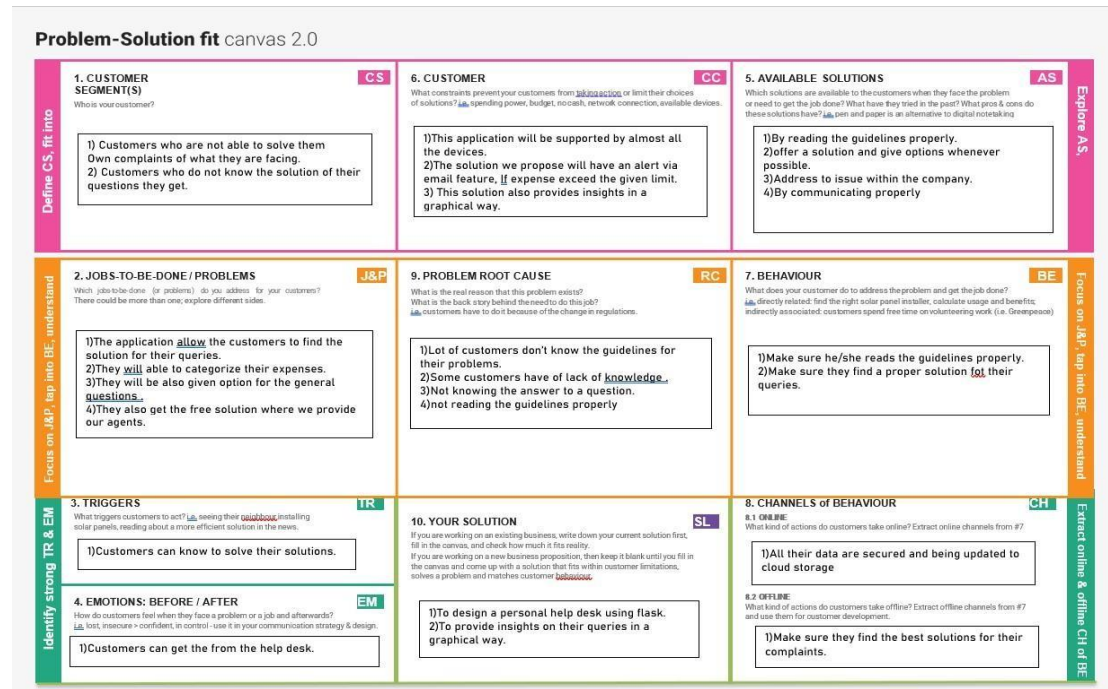 Problem-Solution fit canvas 2.0
Define CS, fit into
1. CUSTOMER
SEGMENT(S)
CS
Who is your customer?
1) Customers who are not able to solve them
Own complaints of what they are facing.
2) Customers who do not know the solution of their
questions they get.
6. CUSTOMER
CC
What constraints prevent your customers from taking action or limit their choices
of solutions? i.e. spending power, budget, no cash, network connection, available devices.
1)This application will be supported by almost all
the devices.
2)The solution we propose will have an alert via
email feature, If expense exceed the given limit.
3) This solution also provides insights in a
graphical way.
5. AVAILABLE SOLUTIONS
AS
Which solutions are available to the customers when they face the problem
or need to get the job done? What have they tried in the past? What pros & cons do
these solutions have? i.e. pen and paper is an alternative to digital notetaking
1)By reading the guidelines properly.
2)offer a solution and give options whenever
possible.
3)Address to issue within the company.
4)By communicating properly
Explore AS,
Focus on J&P, tap into BE, understand
2. JOBS-TO-BE-DONE / PROBLEMS
J&P
Which jobs-to-be-done (or problems) do you address for your customers?
There could be more than one; explore different sides.
1)The application allow the customers to find the
solution for their queries.
2)They will able to categorize their expenses.
3)They will be also given option for the general
questions .
4)They also get the free solution where we provide
our agents.
9. PROBLEM ROOT CAUSE
RC
What is the real reason that this problem exists?
What is the back story behind the need to do this job?
i.e. customers have to do it because of the change in regulations.
1)Lot of customers don't know the guidelines for
their problems.
2)Some customers have of lack of knowledge .
3)Not knowing the answer to a question.
4)not reading the guidelines properly
7. BEHAVIOUR
BE
What does your customer do to address the problem and get the job done?
i.e. directly related: find the right solar panel installer, calculate usage and benefits;
indirectly associated: customers spend free time on volunteering work (i.e. Greenpeace)
1)Make sure he/she reads the guidelines properly.
2)Make sure they find a proper solution fot their
queries.
Focus on J&P, tap into BE, understand
Identify strong TR & EM
3. TRIGGERS
TR
What triggers customers to act? i.e. seeing their neighbour installing
solar panels, reading about a more efficient solution in the news.
1)Customers can know to solve their solutions.
4. EMOTIONS: BEFORE / AFTER
EM
How do customers feel when they face a problem or a job and afterwards?
i.e. lost, insecure > confident, in control - use it in your communication strategy & design.
1)Customers can get the from the help desk.
10. YOUR SOLUTION
SL
If you are working on an existing business, write down your current solution first,
fill in the canvas, and check how much it fits reality.
If you are working on a new business proposition, then keep it blank until you fill in
the canvas and come up with a solution that fits within customer limitations,
solves a problem and matches customer behaviour.
1)To design a personal help desk using flask.
2)To provide insights on their queries in a
graphical way.
8. CHANNELS of BEHAVIOUR
CH
8.1 ONLINE
What kind of actions do customers take online? Extract online channels from #7
1)All their data are secured and being updated to
cloud storage
8.2 OFFLINE
What kind of actions do customers take offline? Extract offline channels from #7
and use them for customer development.
1)Make sure they find the best solutions for their
complaints.
Extract online & offline CH of BE